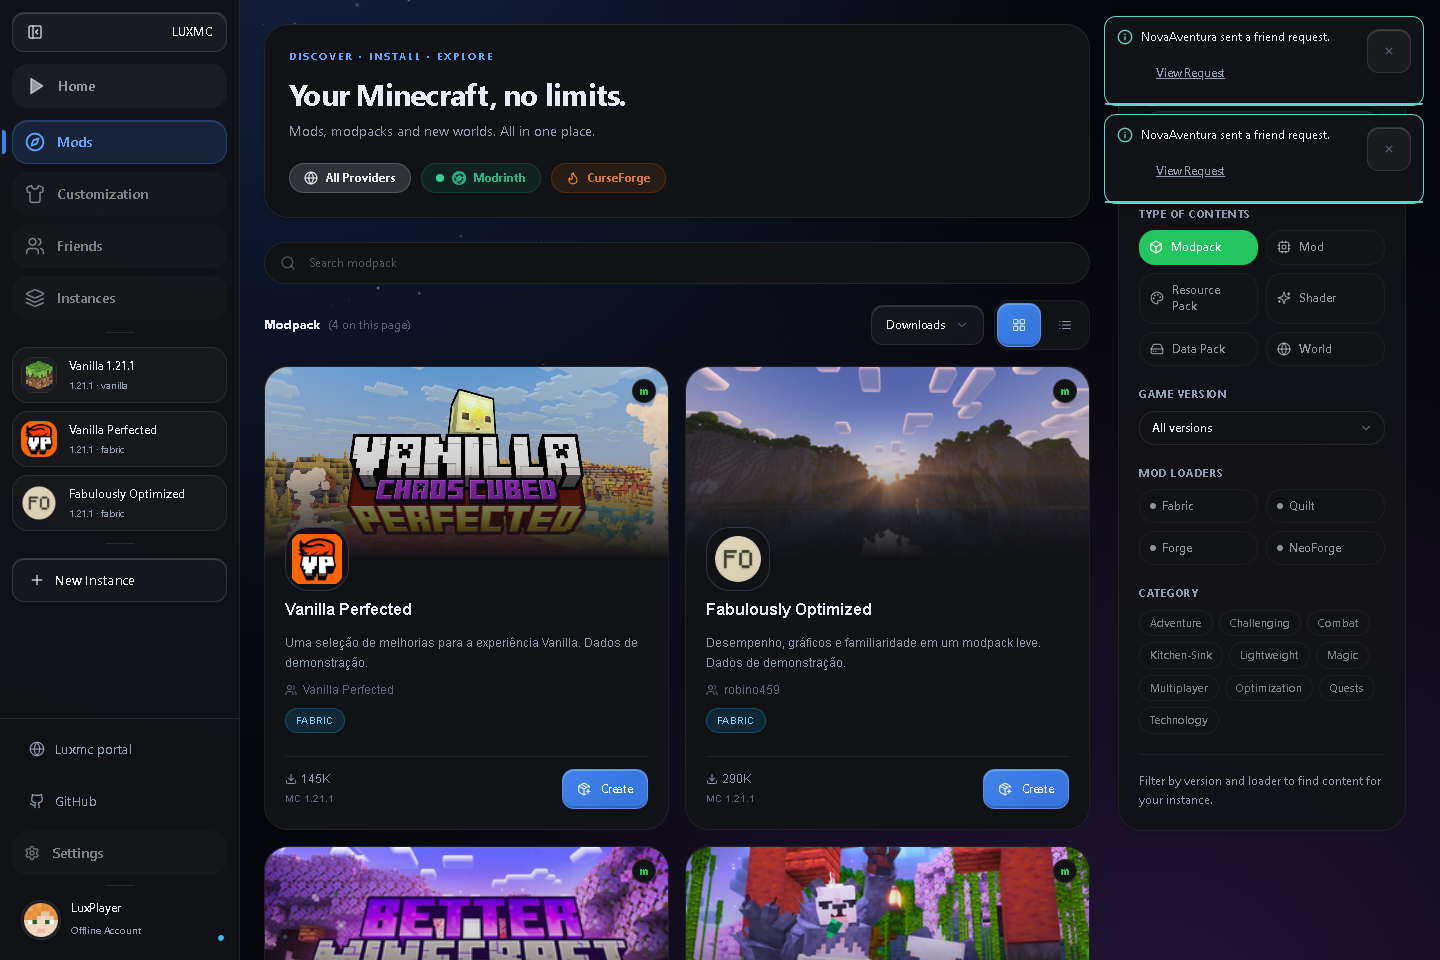 LUXMC
Home
Mods
Customization
Friends
Instances
Vanilla 1.21.1
1.21.1 · vanilla
VP
Vanilla Perfected
1.21.1 · fabric
FO
Fabulously Optimized
1.21.1 · fabric
New Instance
Luxmc portal
GitHub
Settings
LuxPlayer
Offline Account
DISCOVER · INSTALL · EXPLORE
Your Minecraft, no limits.
Mods, modpacks and new worlds. All in one place.
All Providers
Modrinth
CurseForge
Search modpack
Modpack (4 on this page)
Downloads
m
VANILLA
CHAOS CUBED
PERFECTED
VP
Vanilla Perfected
Uma seleção de melhorias para a experiência Vanilla. Dados de
demonstração.
Vanilla Perfected
FABRIC
145K
MC 1.21.1
Create
m
FO
Fabulously Optimized
Desempenho, gráficos e familiaridade em um modpack leve.
Dados de demonstração.
robino459
FABRIC
290K
MC 1.21.1
Create
m
BETTER
MINECRAFT
m
NovaAventura sent a friend request.
View Request
×
NovaAventura sent a friend request.
View Request
×
TYPE OF CONTENTS
Modpack
Mod
Resource
Pack
Shader
Data Pack
World
GAME VERSION
All versions
MOD LOADERS
Fabric
Quilt
Forge
NeoForge
CATEGORY
Adventure
Challenging
Combat
Kitchen-Sink
Lightweight
Magic
Multiplayer
Optimization
Quests
Technology
Filter by version and loader to find content for
your instance.